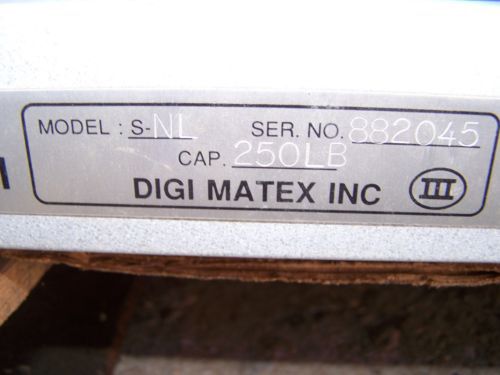 MODEL : S-NL SER. NO. 882045
CAP. 250LB
DIGI MATEX INC III